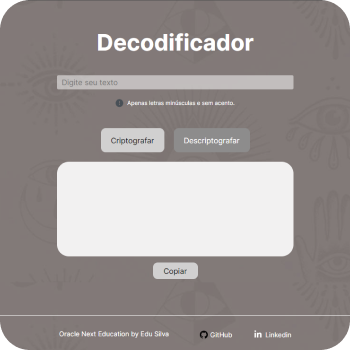 Decodificador
Digite seu texto
Apenas letras minúsculas e sem acento.
Criptografar Descriptografar
Copiar
Oracle Next Education by Edu Silva GitHub Linkedin